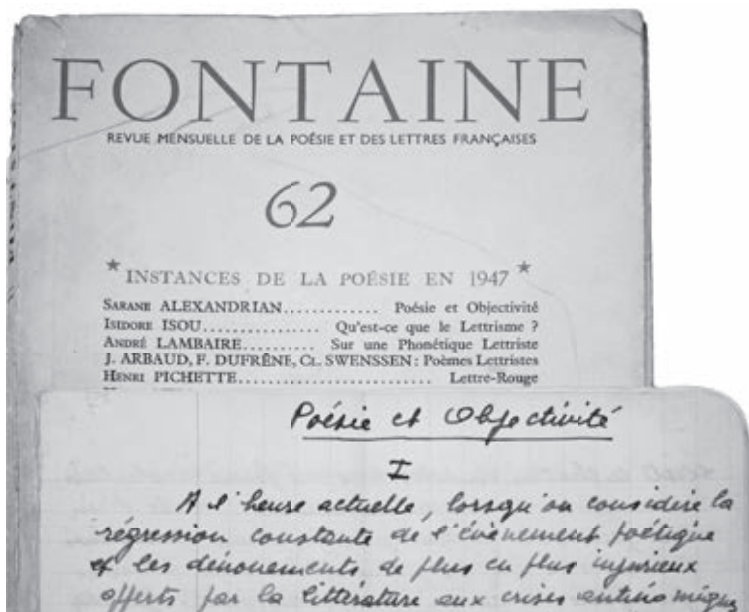 FONTAINE
REVUE MENSUELLE DE LA POÉSIE ET DES LETTRES FRANÇAISES
62
* INSTANCES DE LA POÉSIE EN 1947 *
SARANE ALEXANDRIAN............. Poésie et Objectivité
ISIDORE ISOU................ Qu'est-ce que le Lettrisme ?
ANDRÉ LAMBAIRE.......... Sur une Phonétique Lettriste
J. ARBAUD, F. DUFRÊNE, CL. SWENSSEN : Poèmes Lettristes
HENRI PICHETTE.......................... Lettre-Rouge
Poésie et Objectivité
I
A l'heure actuelle, lorsqu'on considère la
régression constante de l'évènement poétique
et les dénouements de plus en plus injurieux
offerts par la littérature aux crises antinomiques